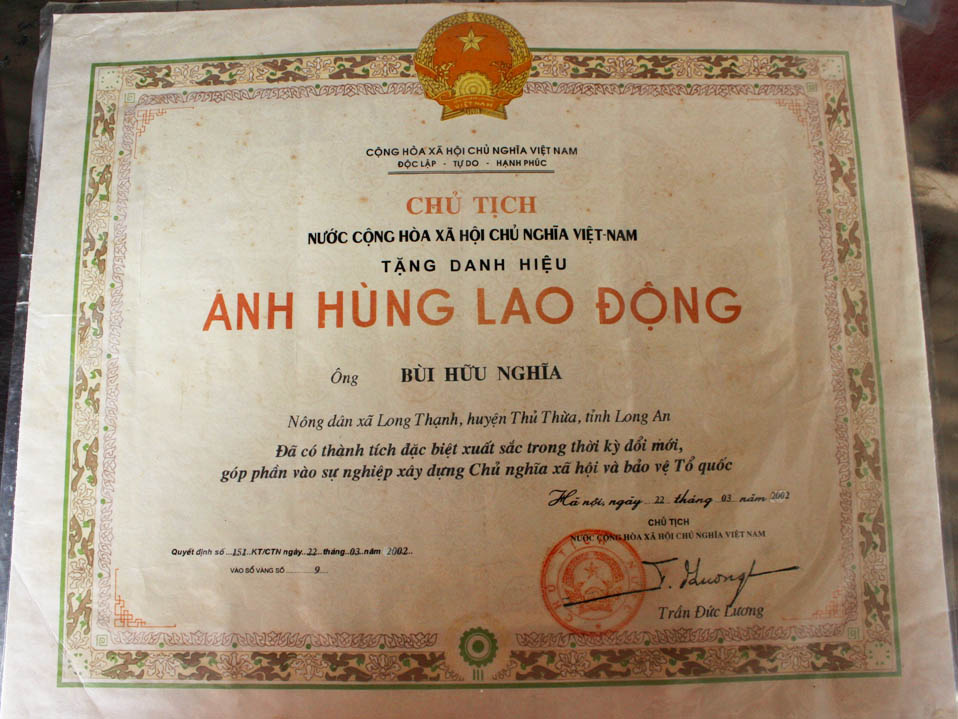 VIỆT NAM
CỘNG HÒA XÃ HỘI CHỦ NGHĨA VIỆT NAM
ĐỘC LẬP - TỰ DO - HẠNH PHÚC
CHỦ TỊCH
NƯỚC CỘNG HÒA XÃ HỘI CHỦ NGHĨA VIỆT-NAM
TẶNG DANH HIỆU
ANH HÙNG LAO ĐỘNG
Ông BÙI HỮU NGHĨA
Nông dân xã Long Thạnh, huyện Thủ Thừa, tỉnh Long An
Đã có thành tích đặc biệt xuất sắc trong thời kỳ đổi mới,
góp phần vào sự nghiệp xây dựng Chủ nghĩa xã hội và bảo vệ Tổ quốc
Hà nội, ngày 22 tháng 03 năm 2002
CHỦ TỊCH
NƯỚC CỘNG HÒA XÃ HỘI CHỦ NGHĨA VIỆT NAM
Quyết định số 151 KT/CTN ngày 22 tháng 03 năm 2002
VÀO SỔ VÀNG SỐ 9
CHỦ TỊCH NƯỚC
Trần Đức Lương